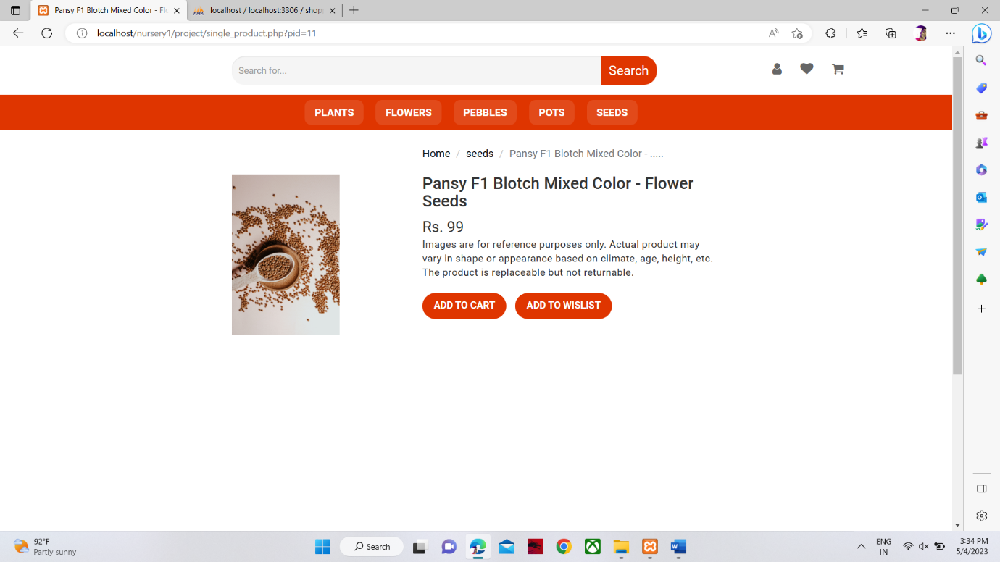 Pansy F1 Blotch Mixed Color - Fl
localhost / localhost:3306 / shop
localhost/nursery1/project/single_product.php?pid=11
Search for...
Search
PLANTS FLOWERS PEBBLES POTS SEEDS
Home / seeds / Pansy F1 Blotch Mixed Color - .....
Pansy F1 Blotch Mixed Color - Flower
Seeds
Rs. 99
Images are for reference purposes only. Actual product may
vary in shape or appearance based on climate, age, height, etc.
The product is replaceable but not returnable.
ADD TO CART ADD TO WISLIST
92°F
Partly sunny
Search
ENG
IN
3:34 PM
5/4/2023